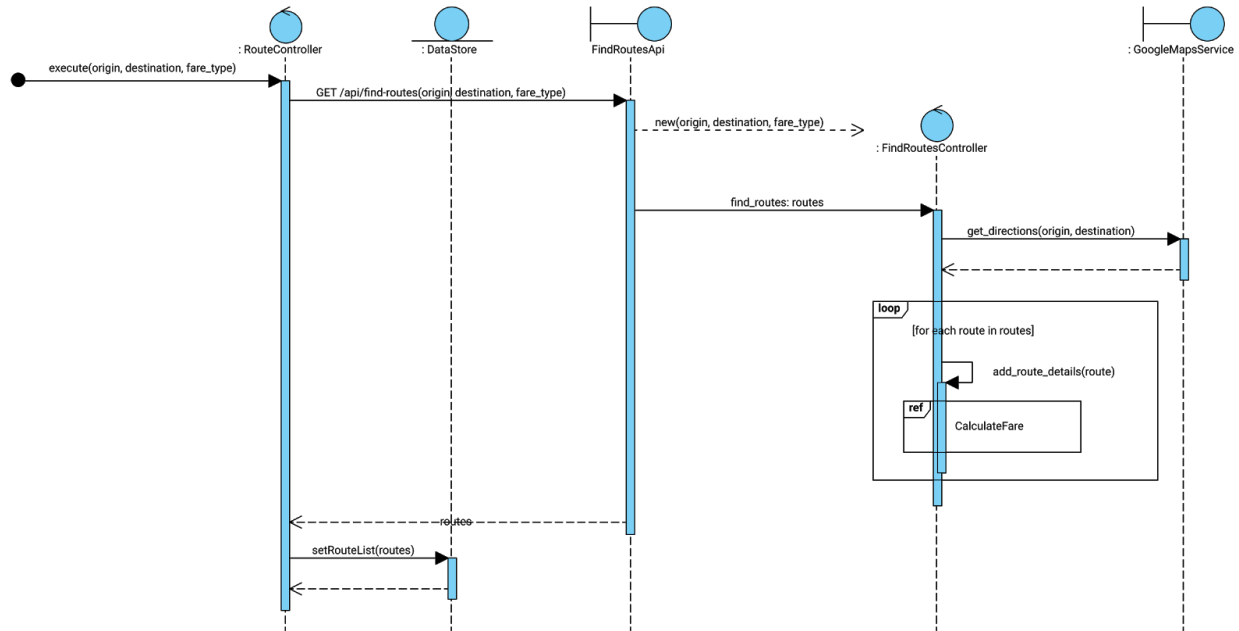 : RouteController
: DataStore
FindRoutesApi
: GoogleMapsService
execute(origin, destination, fare_type)
GET /api/find-routes(origin, destination, fare_type)
new(origin, destination, fare_type)
: FindRoutesController
find_routes: routes
get_directions(origin, destination)
loop
[for each route in routes]
add_route_details(route)
ref
CalculateFare
routes
setRouteList(routes)